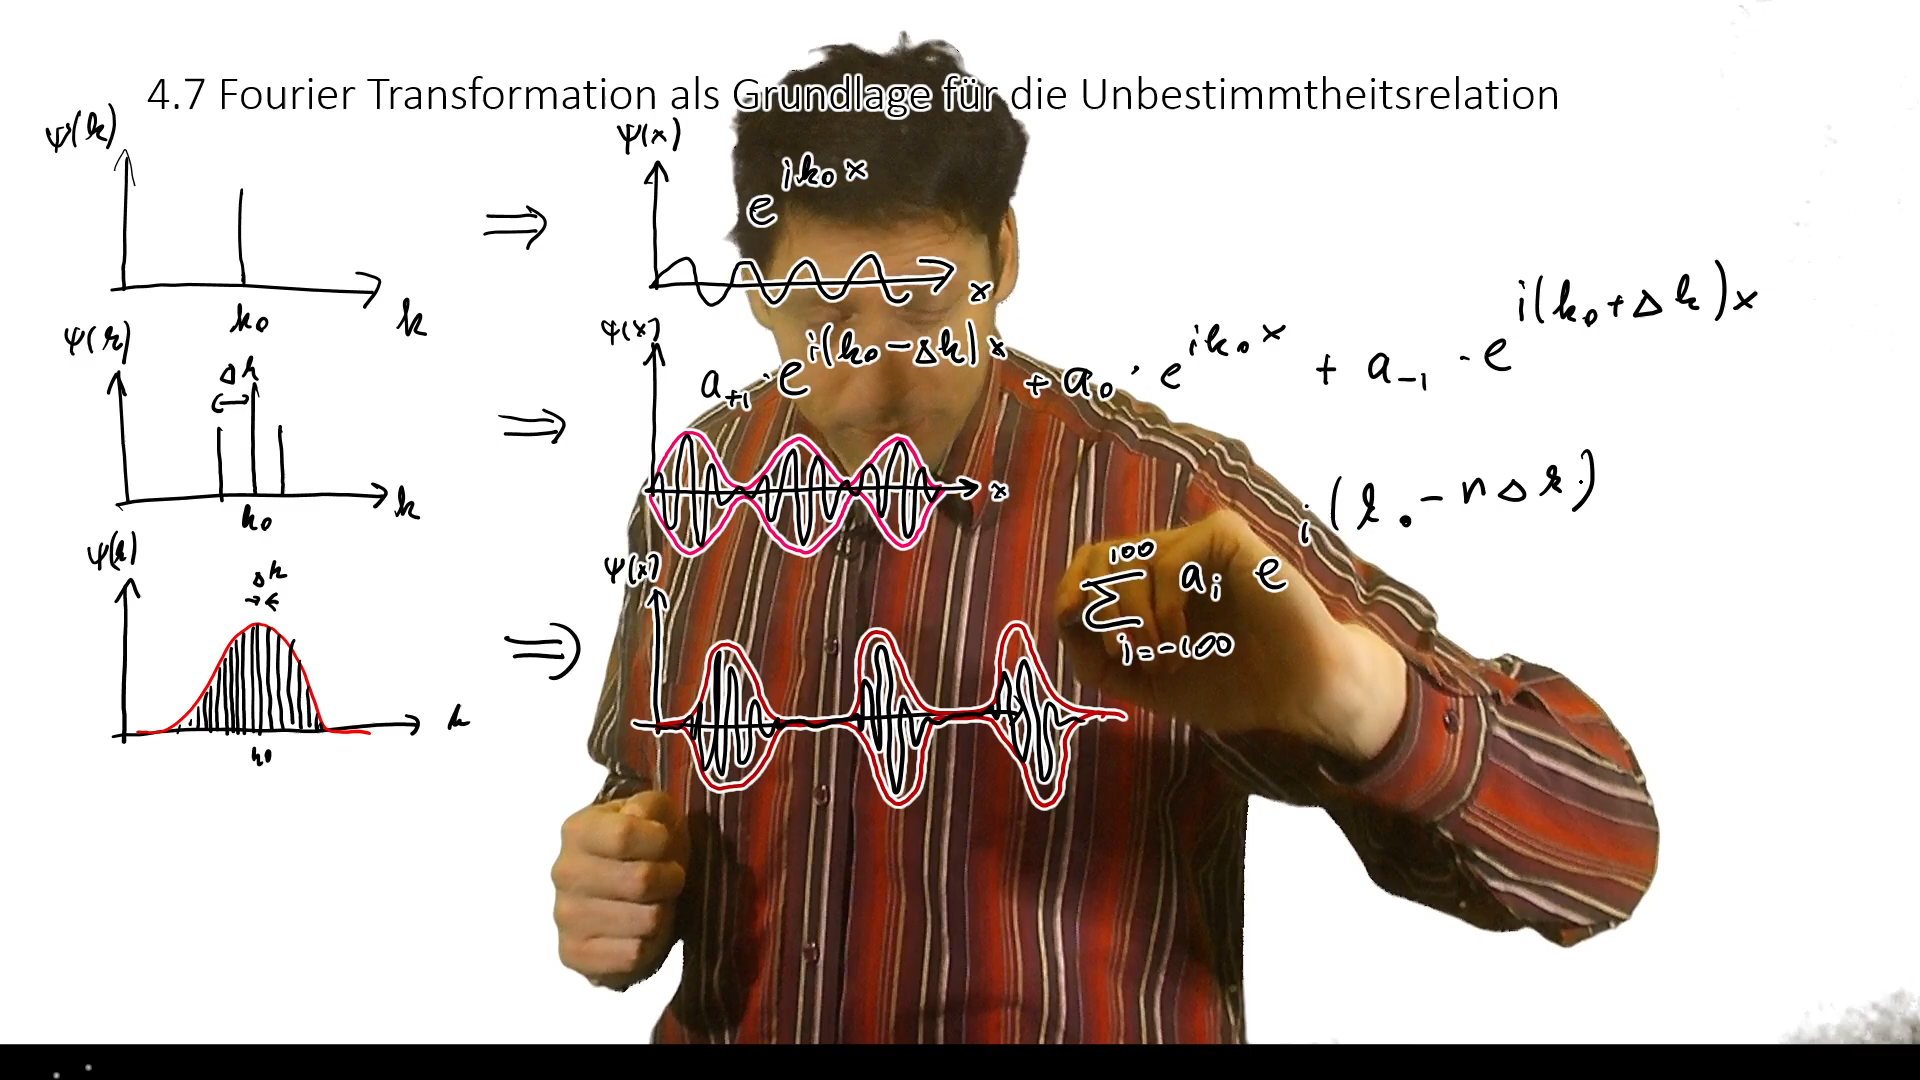 4.7 Fourier Transformation als Grundlage für die Unbestimmtheitsrelation
ψ(k)
k₀
k
⇒
ψ(x)
e^{ik₀x}
x
ψ(k)
Δk
k₀
k
⇒
ψ(x)
a₊₁ · e^{i(k₀-Δk)x} + a₀ · e^{ik₀x} + a₋₁ · e^{i(k₀+Δk)x}
x
ψ(k)
Δk
k₀
k
⇒
ψ(x)
∑_{i=-100}^{100} a_i e^{i(k₀-nΔk)}